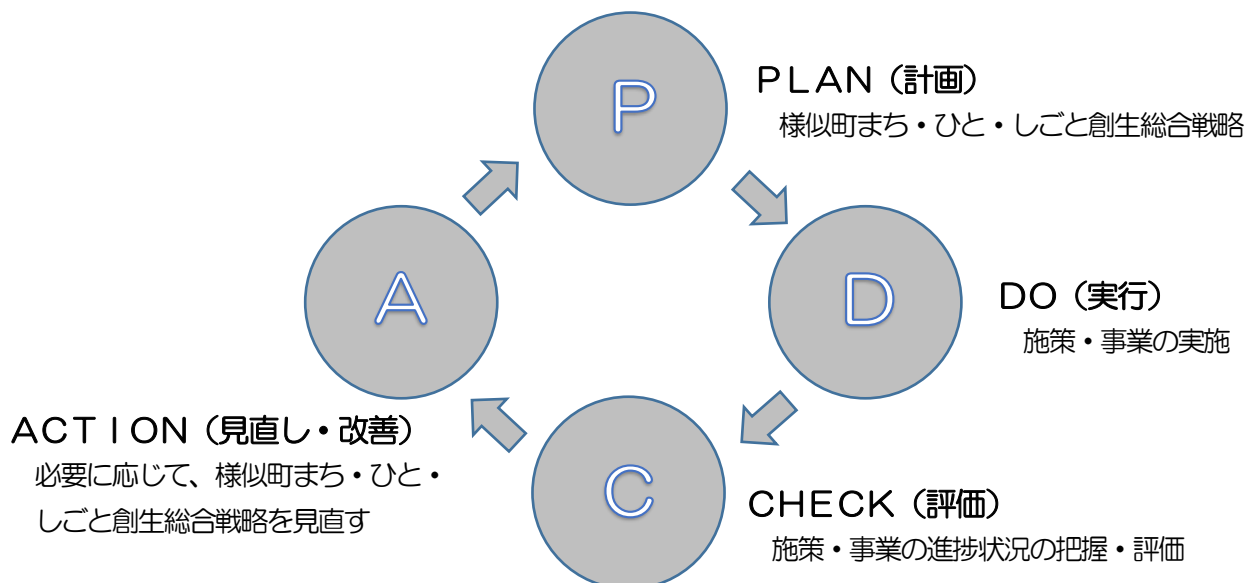 P
PLAN（計画）
様似町まち・ひと・しごと創生総合戦略
D
DO（実行）
施策・事業の実施
C
CHECK（評価）
施策・事業の進捗状況の把握・評価
A
ACTION（見直し・改善）
必要に応じて、様似町まち・ひと・
しごと創生総合戦略を見直す